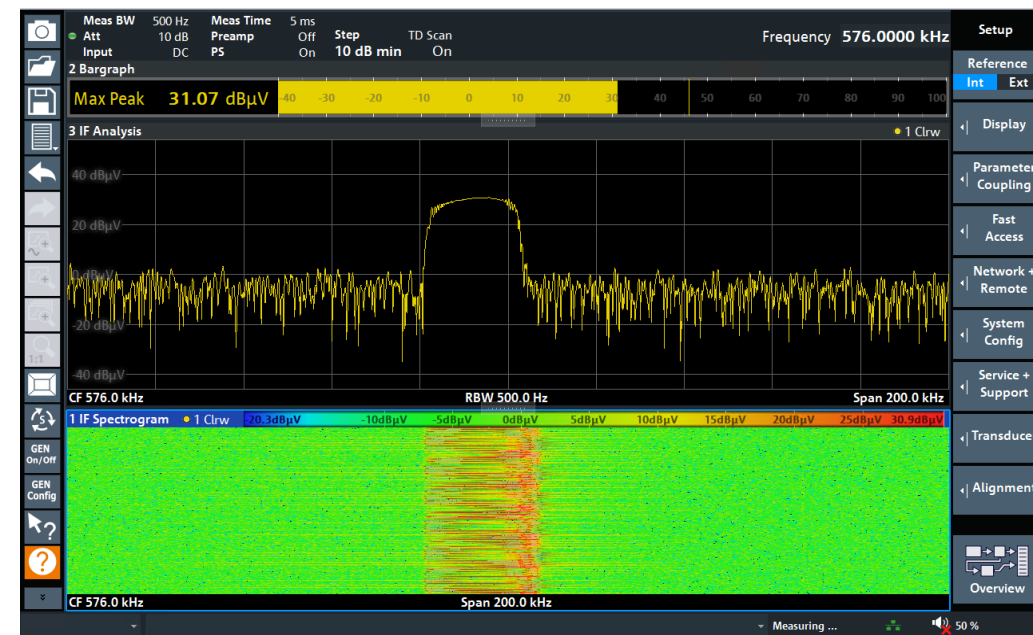 Meas BW 500 Hz Meas Time 5 ms
Att 10 dB Preamp Off Step TD Scan
Input DC PS On 10 dB min On
Frequency 576.0000 kHz
2 Bargraph
Max Peak 31.07 dBµV -40 -30 -20 -10 0 10 20 30 40 50 60 70 80 90 100
3 IF Analysis 1 Clrw
40 dBµV
20 dBµV
0 dBµV
-20 dBµV
-40 dBµV
CF 576.0 kHz RBW 500.0 Hz Span 200.0 kHz
1 IF Spectrogram 1 Clrw -20.3dBµV -10dBµV -5dBµV 0dBµV 5dBµV 10dBµV 15dBµV 20dBµV 25dBµV 30.9dBµV
CF 576.0 kHz Span 200.0 kHz
Measuring ... 50 %
1:1
GEN
On/Off
GEN
Config
Setup
Reference
Int Ext
Display
Parameter
Coupling
Fast
Access
Network +
Remote
System
Config
Service +
Support
Transduce
Alignment
Overview